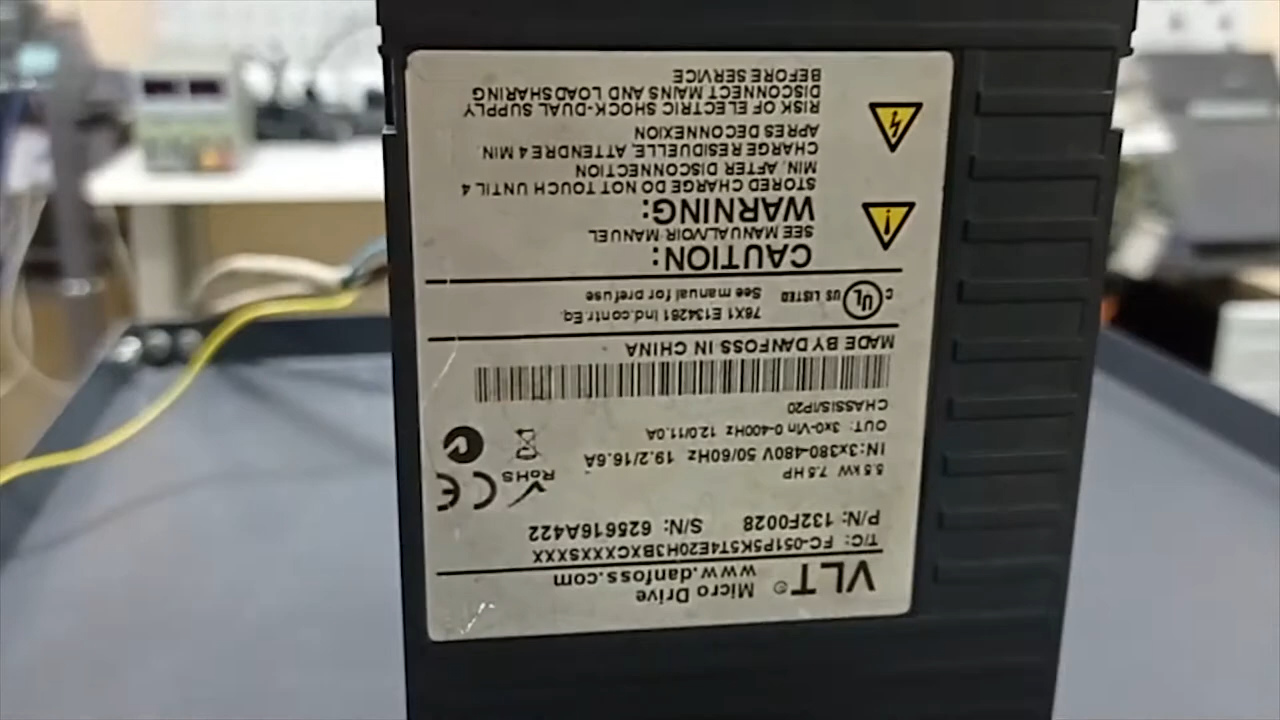 VLT® Micro Drive
www.danfoss.com
T/C: FC-051P5K5T4E20H3BXCXXXSXXX
P/N: 132F0028 S/N: 625616A422
5.5 kW 7.5 HP
IN: 3x380-480V 50/60Hz 19.2/16.6A
OUT: 3x0-Vin 0-400Hz 12.0/11.0A
CHASSIS/IP20
RoHS
CE
MADE BY DANFOSS IN CHINA
C UL US LISTED 76X1 E134261 Ind.contr.Eq.
See manual for prefuse
CAUTION:
SEE MANUAL/VOIR MANUEL
WARNING:
STORED CHARGE DO NOT TOUCH UNTIL 4
MIN. AFTER DISCONNECTION
CHARGE RESIDUELLE, ATTENDRE 4 MIN.
APRES DECONNEXION
RISK OF ELECTRIC SHOCK-DUAL SUPPLY
DISCONNECT MAINS AND LOADSHARING
BEFORE SERVICE